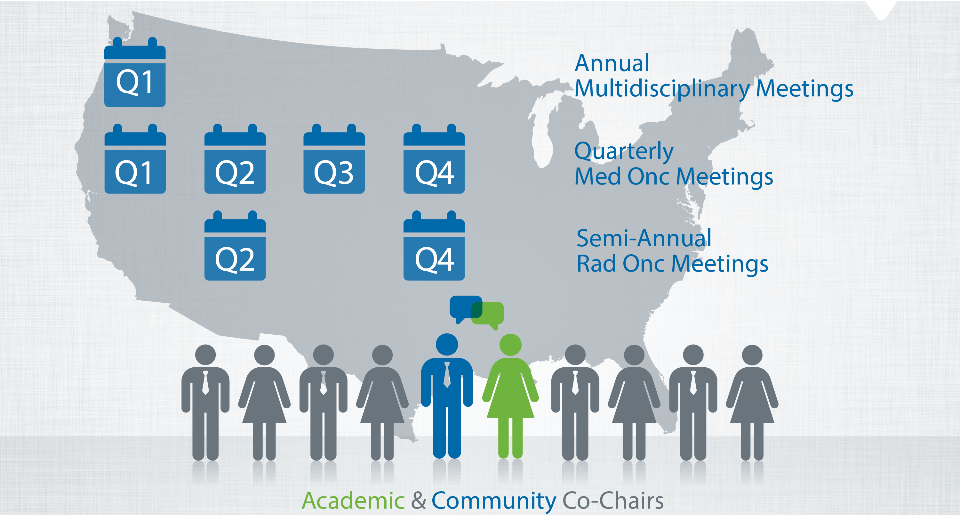 Q1
Annual
Multidisciplinary Meetings
Q1 Q2 Q3 Q4
Quarterly
Med Onc Meetings
Q2 Q4
Semi-Annual
Rad Onc Meetings
Academic & Community Co-Chairs